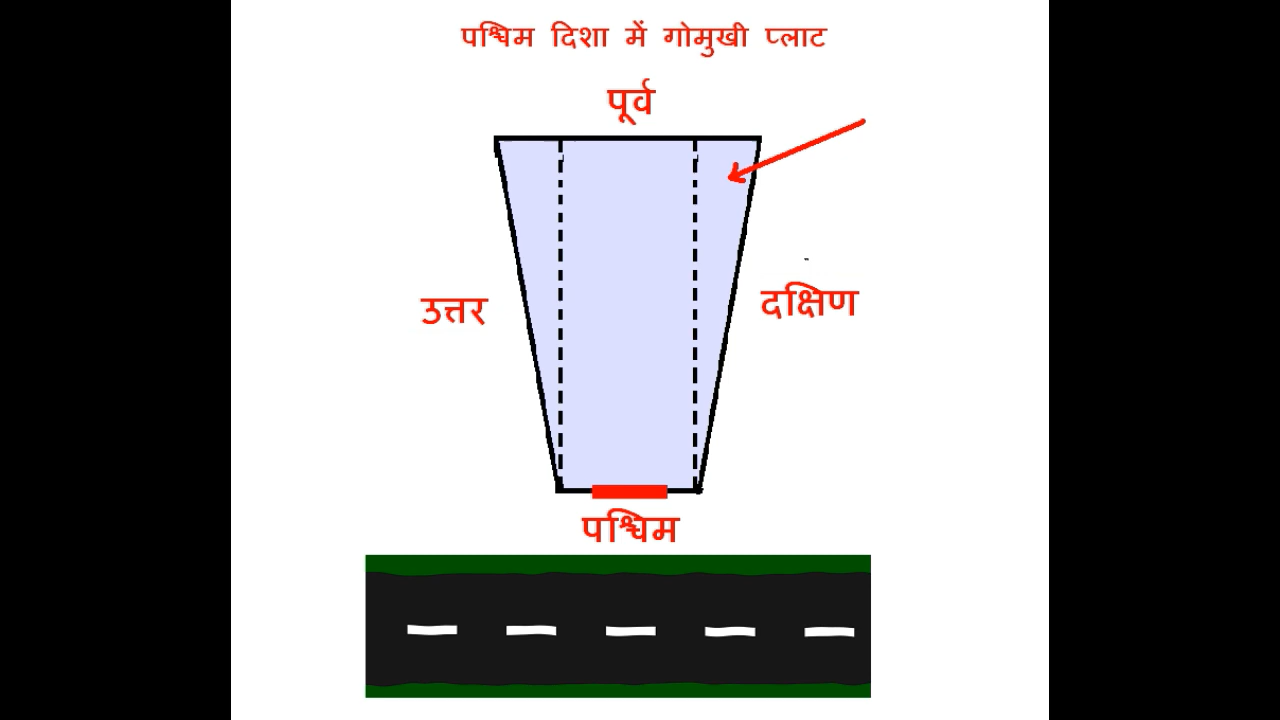 पश्चिम दिशा में गोमुखी प्लाट
पूर्व
उत्तर
दक्षिण
पश्चिम